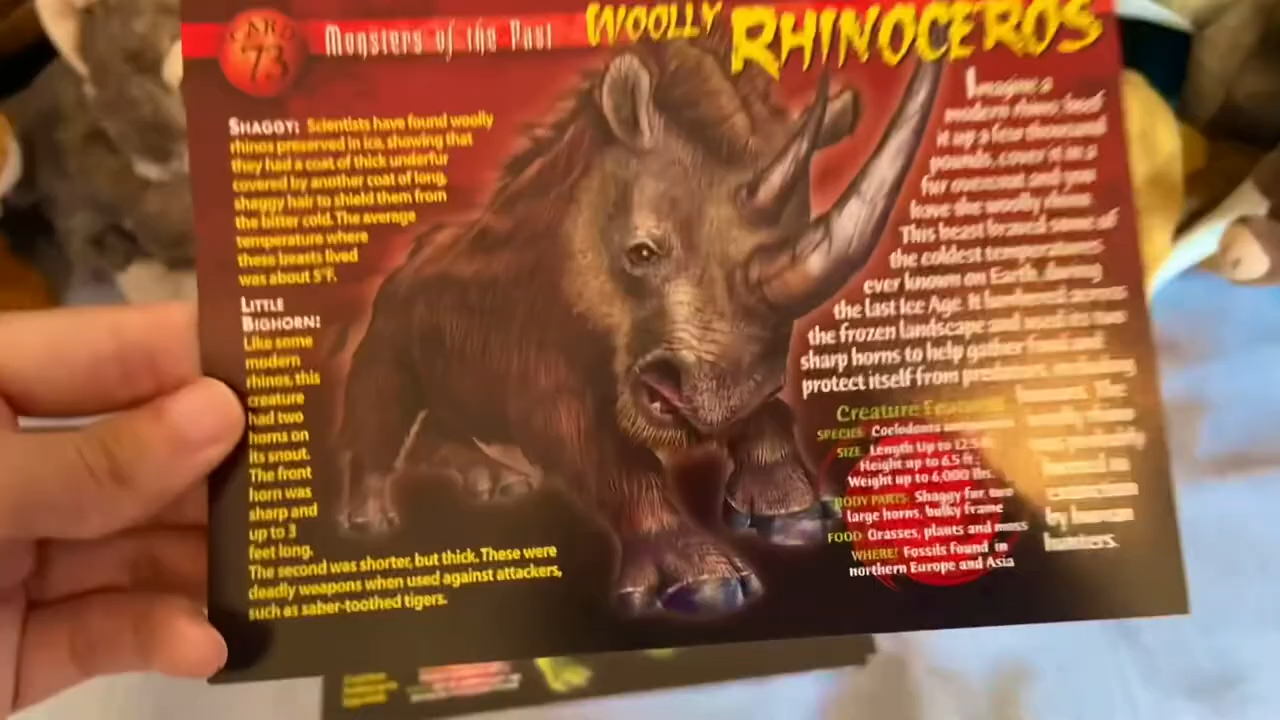 CARD
73
Monsters of the Past
WOOLLY
RHINOCEROS
SHAGGY: Scientists have found woolly
rhinos preserved in ice, showing that
they had a coat of thick underfur
covered by another coat of long,
shaggy hair to shield them from
the bitter cold. The average
temperature where
these beasts lived
was about 5°F.
LITTLE
BIGHORN:
Like some
modern
rhinos, this
creature
had two
horns on
its snout.
The front
horn was
sharp and
up to 3
feet long.
The second was shorter, but thick. These were
deadly weapons when used against attackers,
such as saber-toothed tigers.
Imagine a
modern rhino, beef
it up a few thousand
pounds, cover it in a
fur overcoat and you
have the woolly rhino.
This beast braved some of
the coldest temperatures
ever known on Earth, during
the last Ice Age. It lumbered across
the frozen landscape and used its two
sharp horns to help gather food and
protect itself from predators, including
humans. The
woolly rhino
was probably
hunted to
extinction
by human
hunters.
Creature Features
SPECIES Coelodonta
SIZE Length Up to 12.5 ft.
Height up to 6.5 ft.
Weight up to 6,000 lbs.
BODY PARTS Shaggy fur, two
large horns, bulky frame
FOOD Grasses, plants and moss
WHERE? Fossils found in
northern Europe and Asia